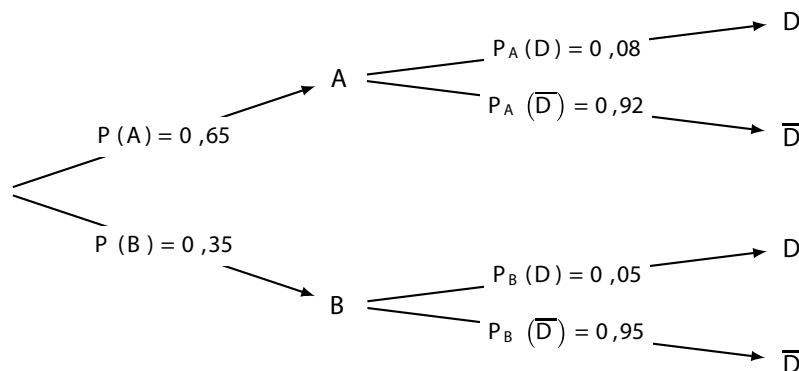 D
P_A (D) = 0 ,08
A
P_A (D̅) = 0 ,92
D̅
P (A) = 0 ,65
P (B) = 0 ,35
D
P_B (D) = 0 ,05
B
P_B (D̅) = 0 ,95
D̅